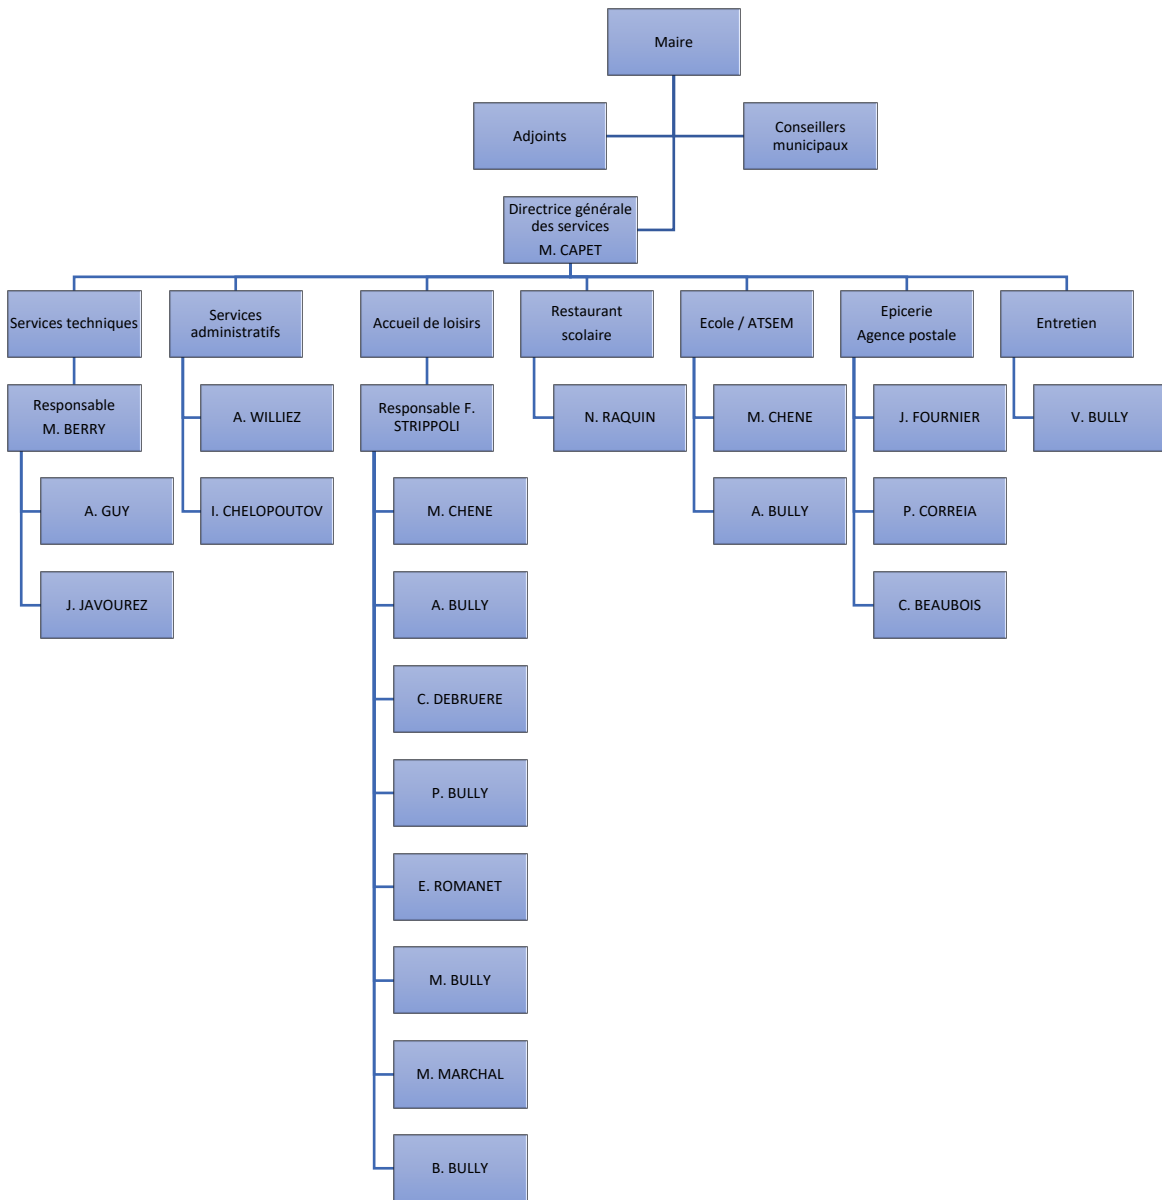 Maire
Adjoints
Conseillers
municipaux
Directrice générale
des services
M. CAPET
Services techniques
Services
administratifs
Accueil de loisirs
Restaurant
scolaire
Ecole / ATSEM
Epicerie
Agence postale
Entretien
Responsable
M. BERRY
A. WILLIEZ
Responsable F.
STRIPPOLI
N. RAQUIN
M. CHENE
J. FOURNIER
V. BULLY
A. GUY
I. CHELOPOUTOV
M. CHENE
A. BULLY
P. CORREIA
J. JAVOUREZ
A. BULLY
C. BEAUBOIS
C. DEBRUERE
P. BULLY
E. ROMANET
M. BULLY
M. MARCHAL
B. BULLY